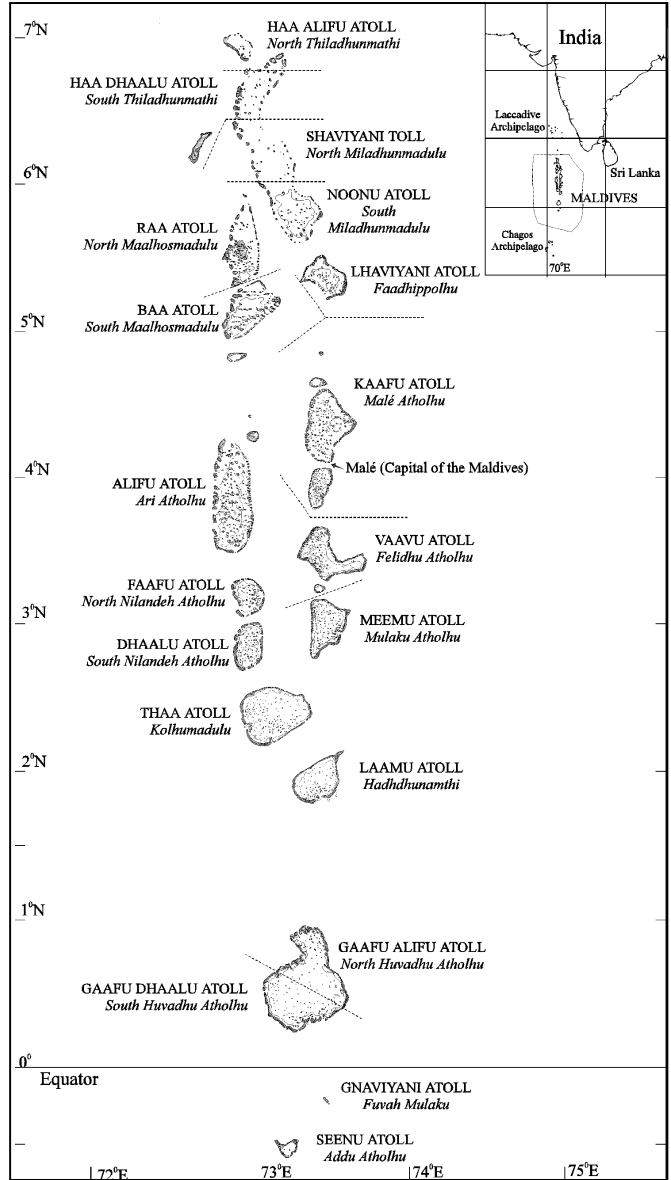 7°N
HAA ALIFU ATOLL
North Thiladhunmathi
HAA DHAALU ATOLL
South Thiladhunmathi
SHAVIYANI TOLL
North Miladhunmadulu
6°N
NOONU ATOLL
South
Miladhunmadulu
RAA ATOLL
North Maalhosmadulu
LHAVIYANI ATOLL
Faadhippolhu
BAA ATOLL
South Maalhosmadulu
5°N
KAAFU ATOLL
Malé Atholhu
Malé (Capital of the Maldives)
4°N
ALIFU ATOLL
Ari Atholhu
VAAVU ATOLL
Felidhu Atholhu
FAAFU ATOLL
North Nilandeh Atholhu
3°N
MEEMU ATOLL
Mulaku Atholhu
DHAALU ATOLL
South Nilandeh Atholhu
THAA ATOLL
Kolhumadulu
2°N
LAAMU ATOLL
Hadhdhunamthi
1°N
GAAFU ALIFU ATOLL
North Huvadhu Atholhu
GAAFU DHAALU ATOLL
South Huvadhu Atholhu
0°
Equator
GNAVIYANI ATOLL
Fuvah Mulaku
SEENU ATOLL
Addu Atholhu
72°E
73°E
74°E
75°E
India
Laccadive
Archipelago
Sri Lanka
MALDIVES
Chagos
Archipelago
70°E